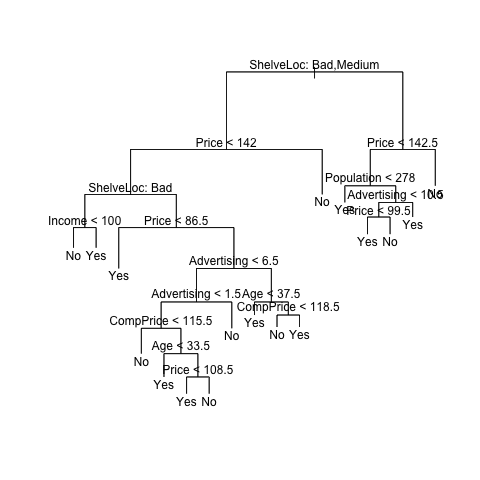 ShelveLoc: Bad,Medium
Price < 142
Price < 142.5
Population < 278
ShelveLoc: Bad
Advertising < 10.5
No
No
Yes
Price < 99.5
Income < 100
Price < 86.5
Yes
Yes No
No Yes
Advertising < 6.5
Yes
Advertising < 1.5
Age < 37.5
CompPrice < 118.5
CompPrice < 115.5
Yes
No
No Yes
Age < 33.5
No
Price < 108.5
Yes
Yes No